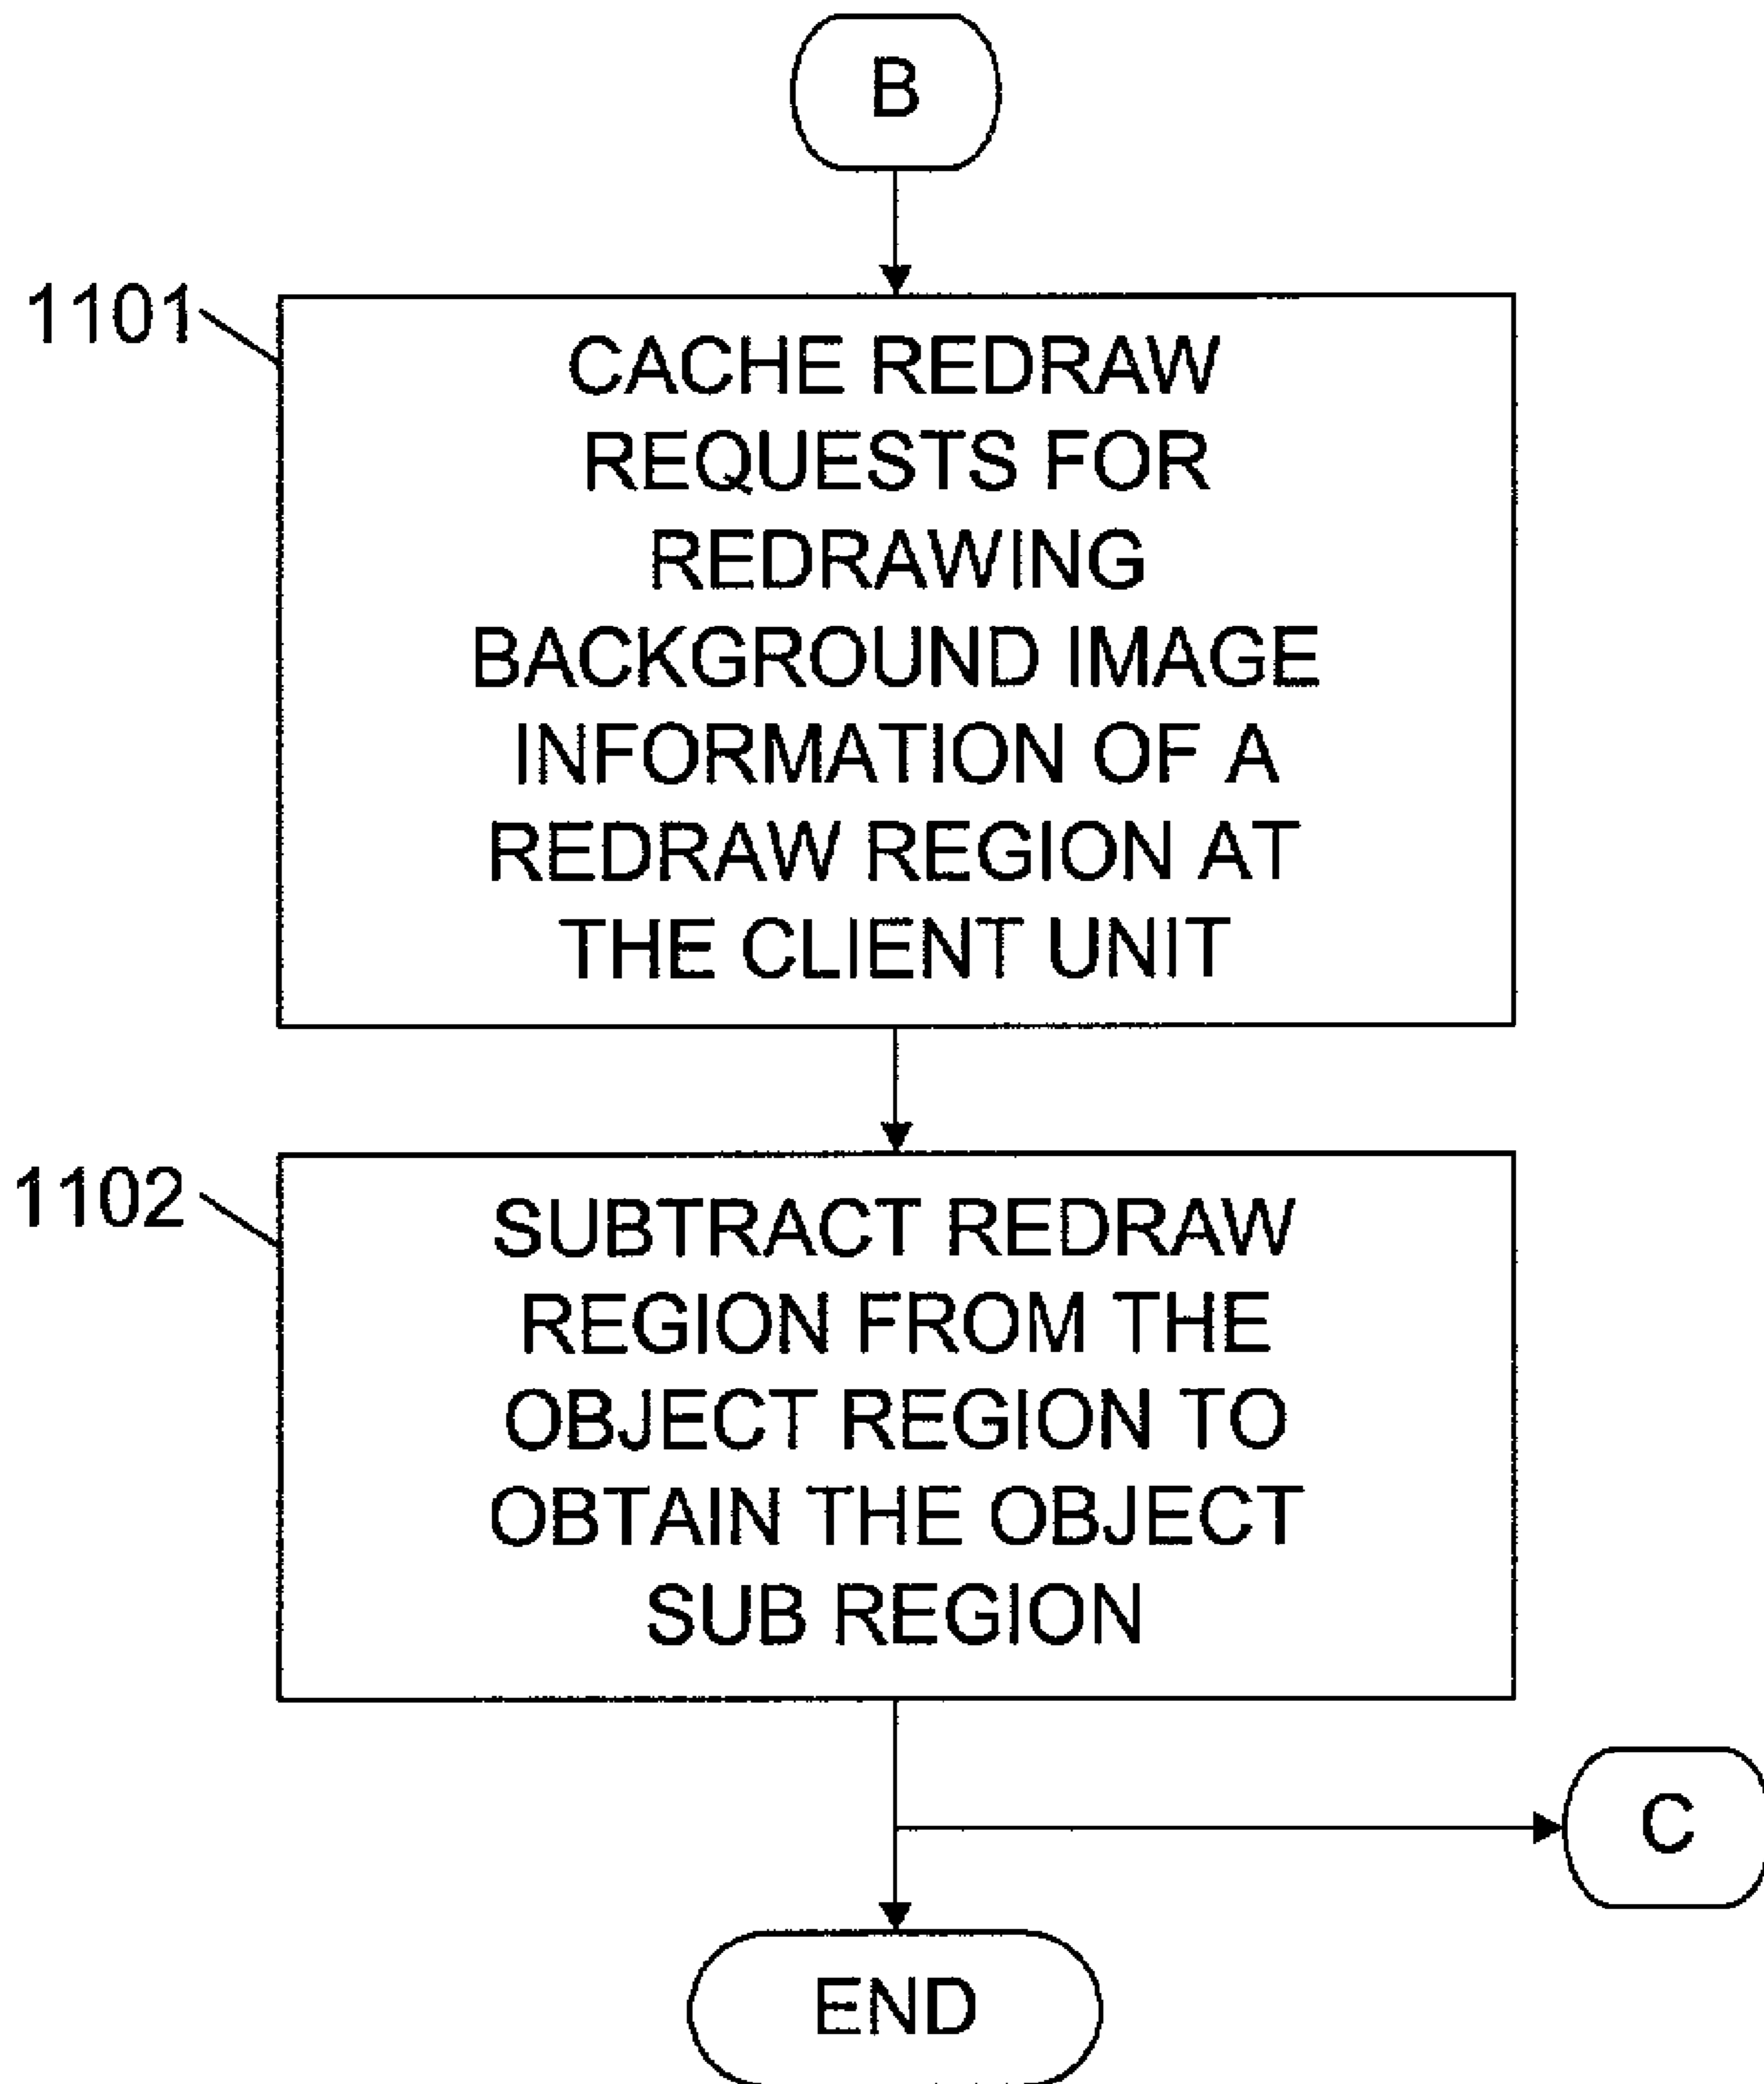 B
1101
CACHE REDRAW
REQUESTS FOR
REDRAWING
BACKGROUND IMAGE
INFORMATION OF A
REDRAW REGION AT
THE CLIENT UNIT
1102
SUBTRACT REDRAW
REGION FROM THE
OBJECT REGION TO
OBTAIN THE OBJECT
SUB REGION
C
END